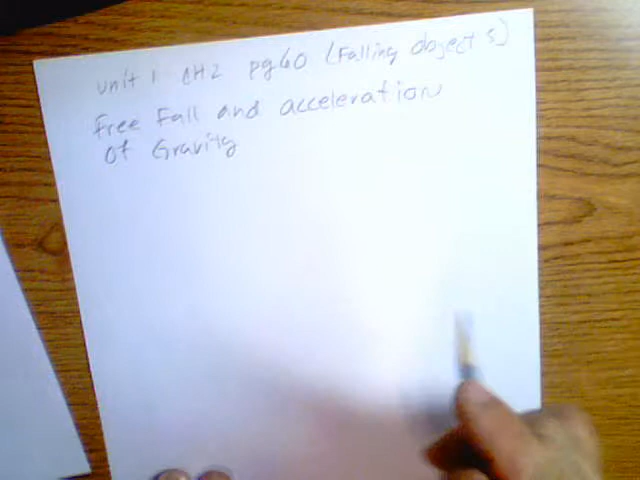 unit 1 CH2 pg60 (Falling objects)
Free Fall and acceleration
of Gravity